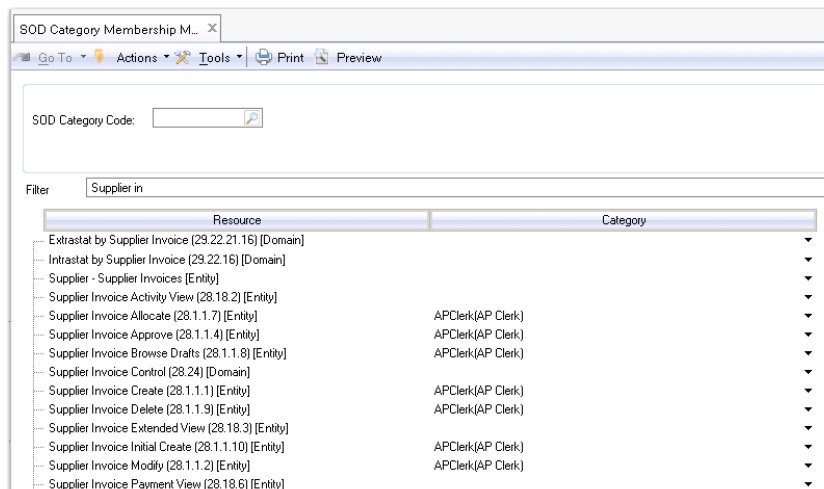 SOD Category Membership M...
Go To Actions Tools Print Preview
SOD Category Code:
Filter Supplier in
Resource Category
Extrastat by Supplier Invoice (29.22.21.16) [Domain]
Intrastat by Supplier Invoice (29.22.16) [Domain]
Supplier - Supplier Invoices [Entity]
Supplier Invoice Activity View (28.18.2) [Entity]
Supplier Invoice Allocate (28.1.1.7) [Entity] APClerk(AP Clerk)
Supplier Invoice Approve (28.1.1.4) [Entity] APClerk(AP Clerk)
Supplier Invoice Browse Drafts (28.1.1.8) [Entity] APClerk(AP Clerk)
Supplier Invoice Control (28.24) [Domain]
Supplier Invoice Create (28.1.1.1) [Entity] APClerk(AP Clerk)
Supplier Invoice Delete (28.1.1.9) [Entity] APClerk(AP Clerk)
Supplier Invoice Extended View (28.18.3) [Entity]
Supplier Invoice Initial Create (28.1.1.10) [Entity] APClerk(AP Clerk)
Supplier Invoice Modify (28.1.1.2) [Entity] APClerk(AP Clerk)
Supplier Invoice Payment View (28.18.6) [Entity]